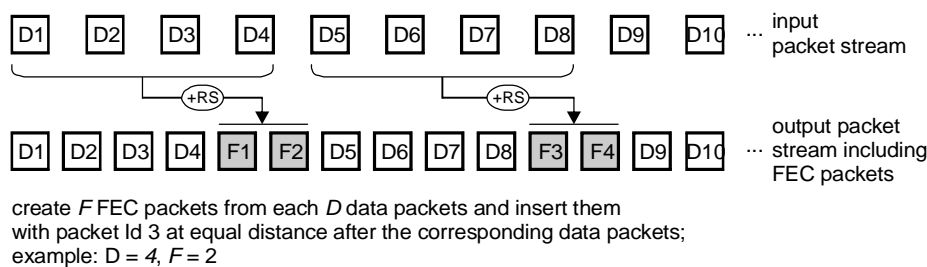 D1 D2 D3 D4 D5 D6 D7 D8 D9 D10 ... input packet stream
+RS +RS
D1 D2 D3 D4 F1 F2 D5 D6 D7 D8 F3 F4 D9 D10 ... output packet stream including FEC packets
create F FEC packets from each D data packets and insert them
with packet Id 3 at equal distance after the corresponding data packets;
example: D = 4, F = 2